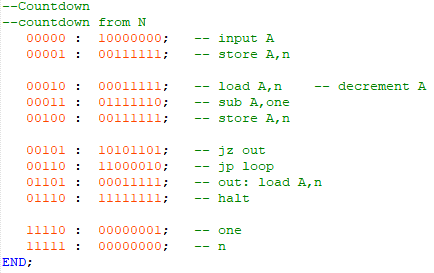 --Countdown
--countdown from N
00000 : 10000000; -- input A
00001 : 00111111; -- store A,n
00010 : 00011111; -- load A,n -- decrement A
00011 : 01111110; -- sub A,one
00100 : 00111111; -- store A,n
00101 : 10101101; -- jz out
00110 : 11000010; -- jp loop
01101 : 00011111; -- out: load A,n
01110 : 11111111; -- halt
11110 : 00000001; -- one
11111 : 00000000; -- n
END;